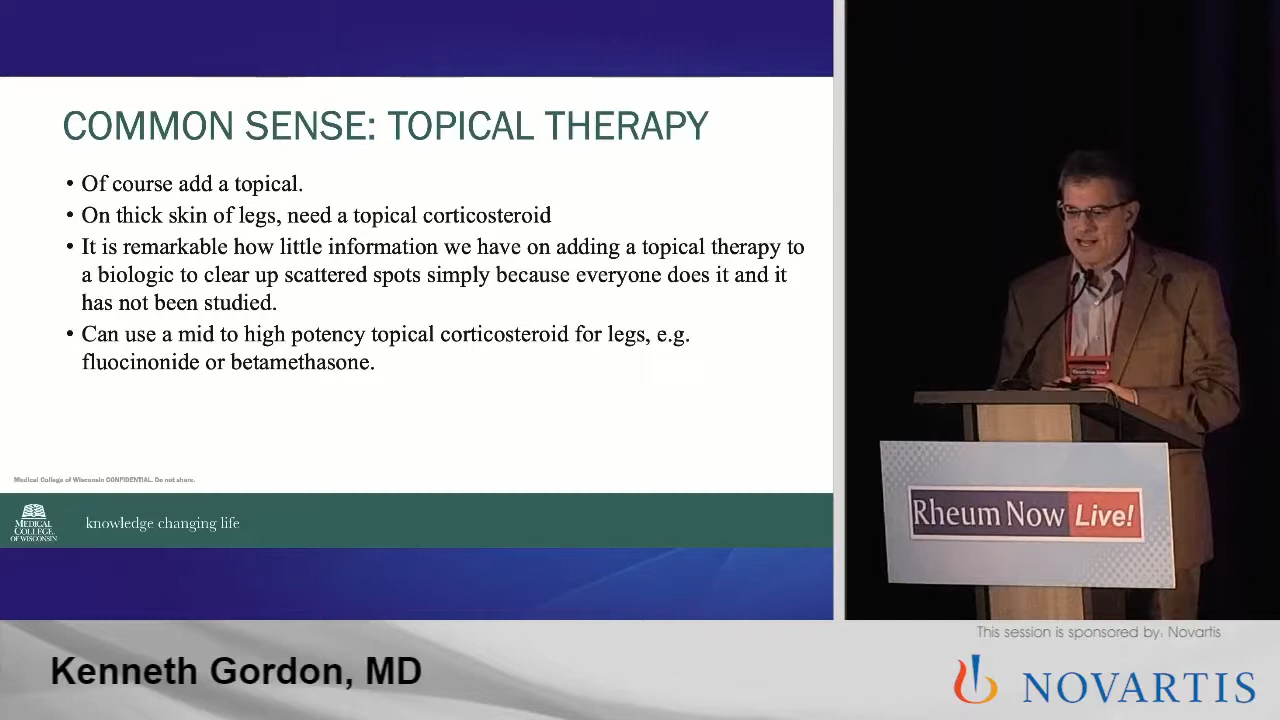 COMMON SENSE: TOPICAL THERAPY
• Of course add a topical.
• On thick skin of legs, need a topical corticosteroid
• It is remarkable how little information we have on adding a topical therapy to
a biologic to clear up scattered spots simply because everyone does it and it
has not been studied.
• Can use a mid to high potency topical corticosteroid for legs, e.g.
fluocinonide or betamethasone.
Medical College of Wisconsin CONFIDENTIAL. Do not share.
MEDICAL
COLLEGE
OF WISCONSIN
knowledge changing life
Rheum Now Live!
This session is sponsored by: Novartis
Kenneth Gordon, MD
NOVARTIS